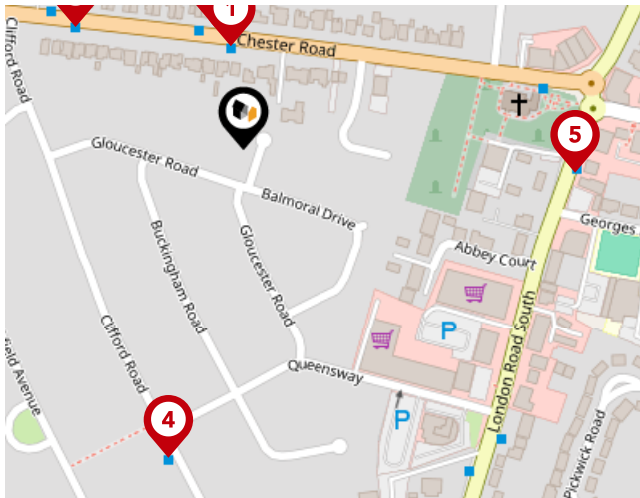 1
Chester Road
Clifford Road
5
Gloucester Road
Balmoral Drive
Georges
Buckingham Road
Gloucester Road
Abbey Court
P
London Road South
Clifford Road
Queensway
field Avenue
4
P
Pickwick Road